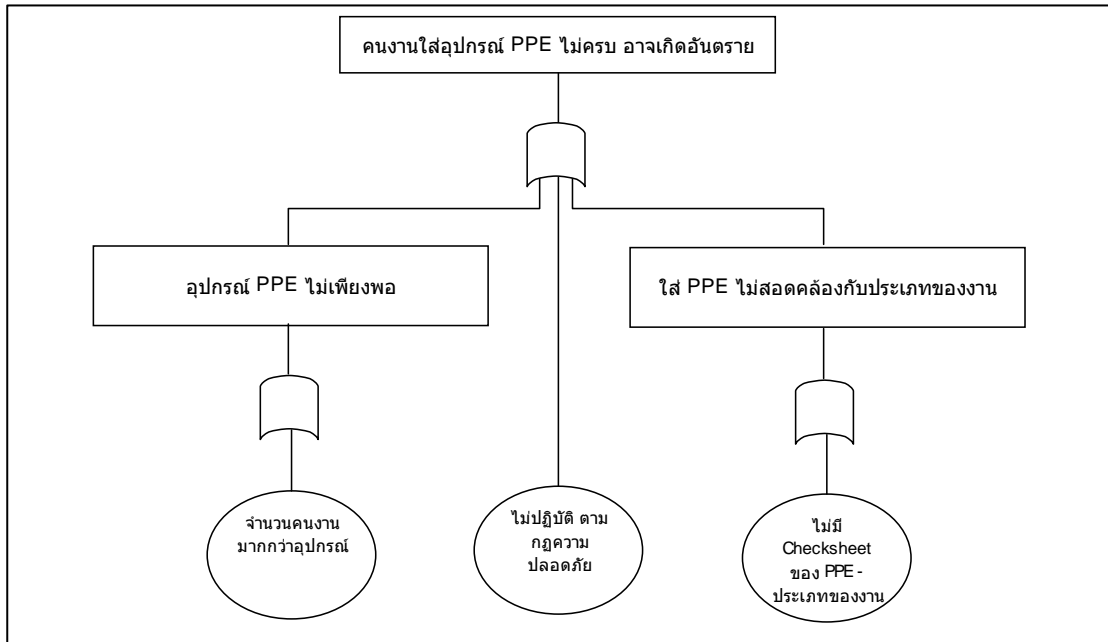 คนงานใส่อุปกรณ์ PPE ไม่ครบ อาจเกิดอันตราย
อุปกรณ์ PPE ไม่เพียงพอ
ใส่ PPE ไม่สอดคล้องกับประเภทของงาน
จำนวนคนงาน
มากกว่าอุปกรณ์
ไม่ปฏิบัติ ตาม
กฏความ
ปลอดภัย
ไม่มี
Checksheet
ของ PPE -
ประเภทของงาน